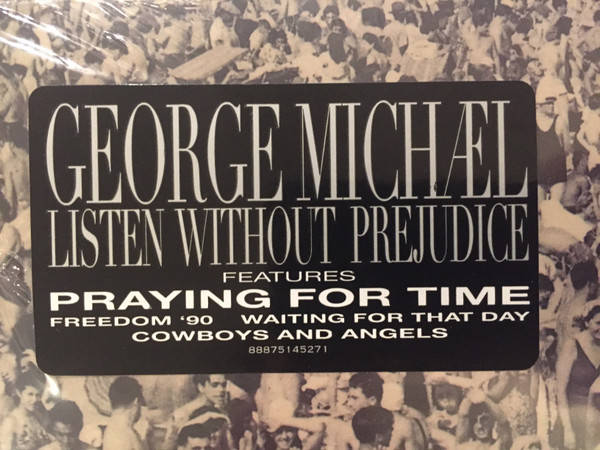 GEORGE MICHÆL
LISTEN WITHOUT PREJUDICE
FEATURES
PRAYING FOR TIME
FREEDOM ‘90 WAITING FOR THAT DAY
COWBOYS AND ANGELS
88875145271